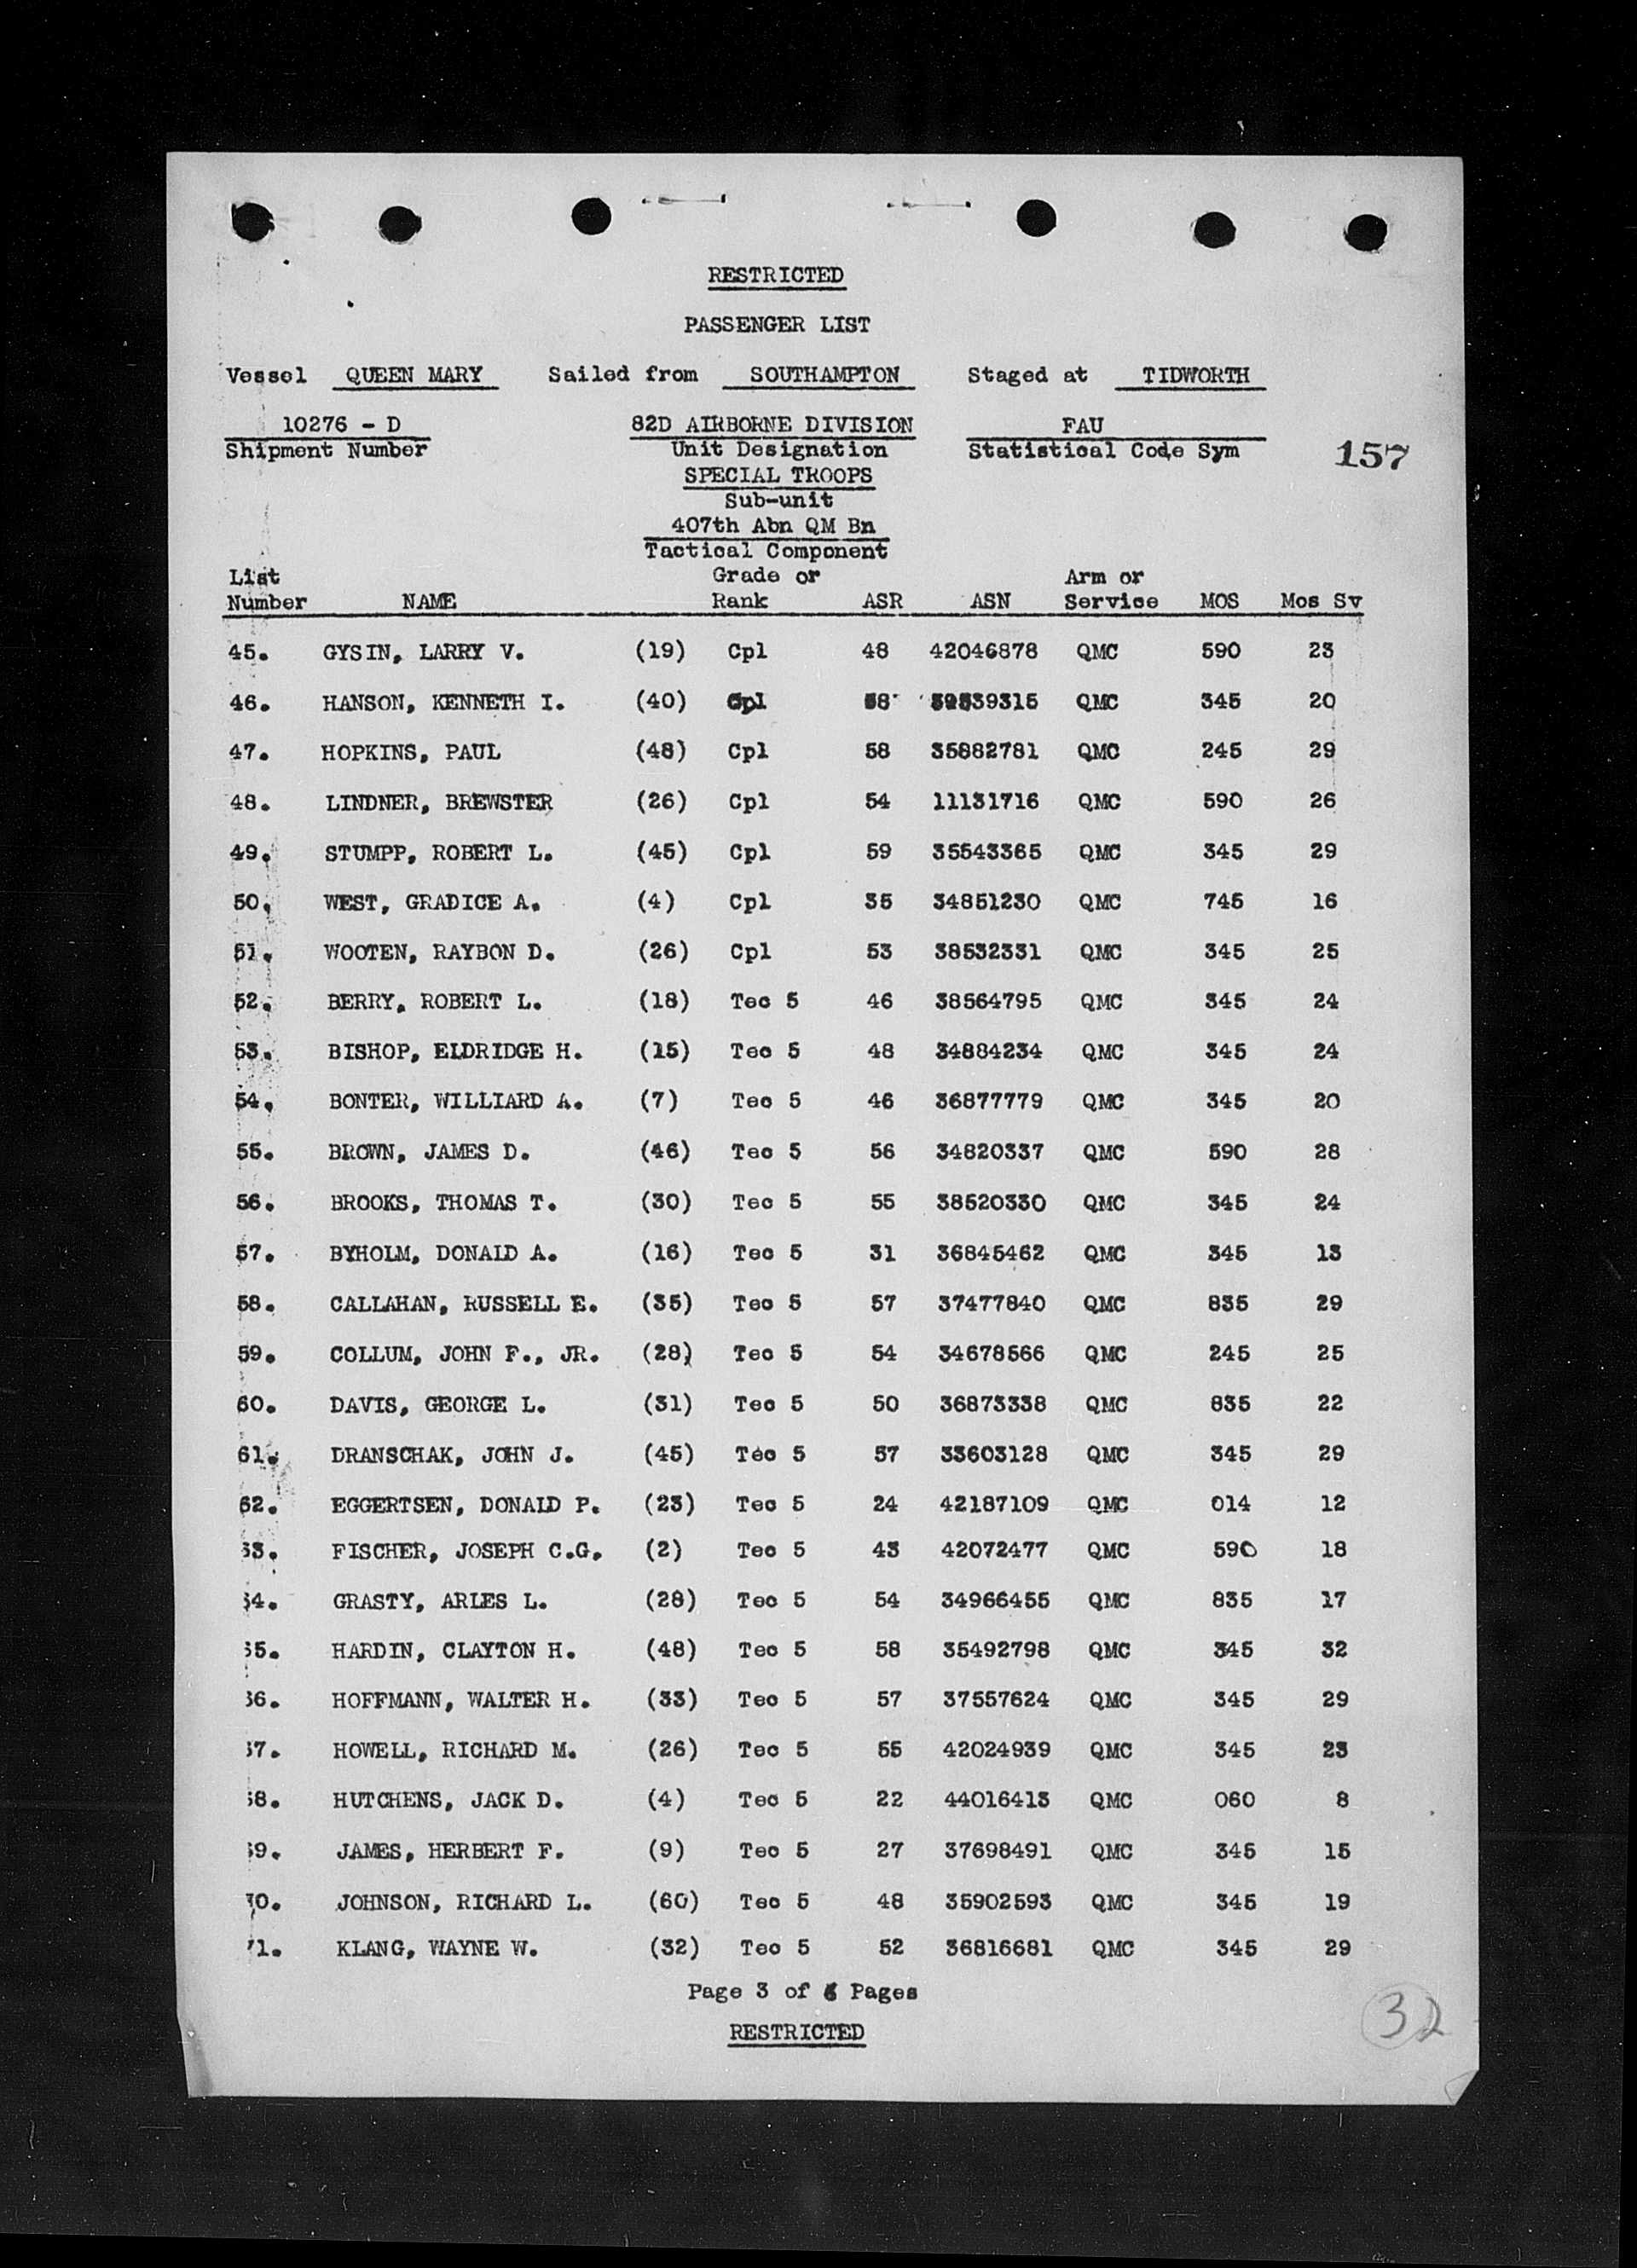 RESTRICTED
PASSENGER LIST
Vessel QUEEN MARY Sailed from SOUTHAMPTON Staged at TIDWORTH
10276 - D 82D AIRBORNE DIVISION FAU
Shipment Number Unit Designation Statistical Code Sym 157
SPECIAL TROOPS
Sub-unit
407th Abn QM Bn
Tactical Component
List Grade or Arm or
Number NAME Rank ASR ASN Service MOS Mos Sv
45. GYSIN, LARRY V. (19) Cpl 48 42046878 QMC 590 23
46. HANSON, KENNETH I. (40) Cpl QMC 345 20
47. HOPKINS, PAUL (48) Cpl 58 35882781 QMC 245 29
48. LINDNER, BREWSTER (26) Cpl 54 11131716 QMC 590 26
49. STUMPP, ROBERT L. (45) Cpl 59 35543365 QMC 345 29
50. WEST, GRADICE A. (4) Cpl 35 34851230 QMC 745 16
51. WOOTEN, RAYBON D. (26) Cpl 53 38532331 QMC 345 25
52. BERRY, ROBERT L. (18) Tec 5 46 38564795 QMC 345 24
53. BISHOP, ELDRIDGE H. (15) Tec 5 48 34884234 QMC 345 24
54. BONTER, WILLIARD A. (7) Tec 5 46 36877779 QMC 345 20
55. BROWN, JAMES D. (46) Tec 5 56 34820337 QMC 590 28
56. BROOKS, THOMAS T. (30) Tec 5 55 38520330 QMC 345 24
57. BYHOLM, DONALD A. (16) Tec 5 31 36845462 QMC 345 13
58. CALLAHAN, RUSSELL E. (35) Tec 5 57 37477840 QMC 835 29
59. COLLUM, JOHN F., JR. (28) Tec 5 54 34678566 QMC 245 25
60. DAVIS, GEORGE L. (31) Tec 5 50 36873338 QMC 835 22
61. DRANSCHAK, JOHN J. (45) Tec 5 57 33603128 QMC 345 29
62. EGGERTSEN, DONALD P. (23) Tec 5 24 42187109 QMC 014 12
63. FISCHER, JOSEPH C.G. (2) Tec 5 43 42072477 QMC 590 18
64. GRASTY, ARLES L. (28) Tec 5 54 34966455 QMC 835 17
65. HARDIN, CLAYTON H. (48) Tec 5 58 35492798 QMC 345 32
66. HOFFMANN, WALTER H. (33) Tec 5 57 37557624 QMC 345 29
67. HOWELL, RICHARD M. (26) Tec 5 55 42024939 QMC 345 23
68. HUTCHENS, JACK D. (4) Tec 5 22 44016413 QMC 060 8
69. JAMES, HERBERT F. (9) Tec 5 27 37698491 QMC 345 15
70. JOHNSON, RICHARD L. (60) Tec 5 48 35902593 QMC 345 19
71. KLANG, WAYNE W. (32) Tec 5 52 36816681 QMC 345 29
Page 3 of Pages
RESTRICTED
32